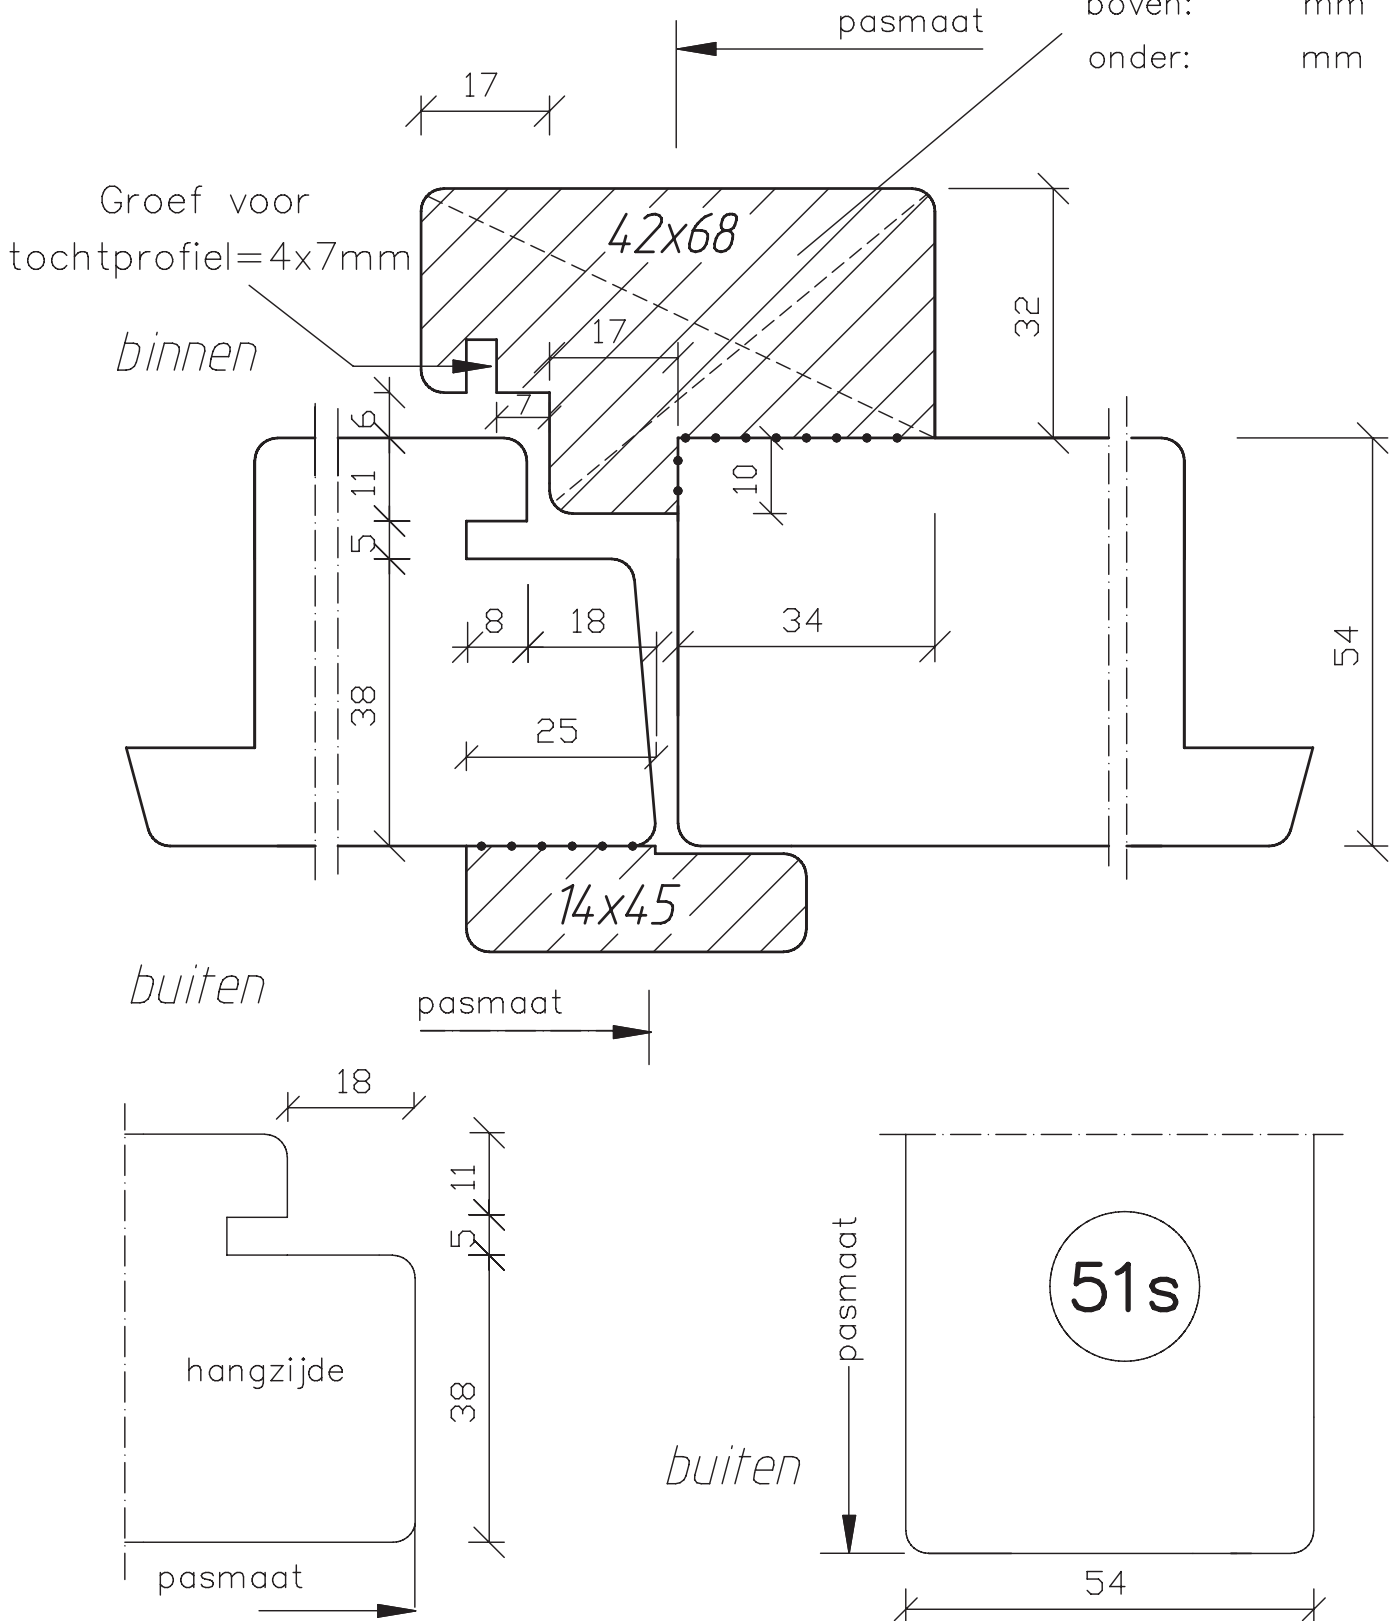 boven: mm
pasmaat
onder: mm
17
Groef voor
tochtprofiel=4x7mm
42x68
32
17
binnen
7
6
11
10
5
8
18
34
54
38
25
14x45
buiten
pasmaat
18
11
5
pasmaat
51s
hangzijde
38
buiten
pasmaat
54